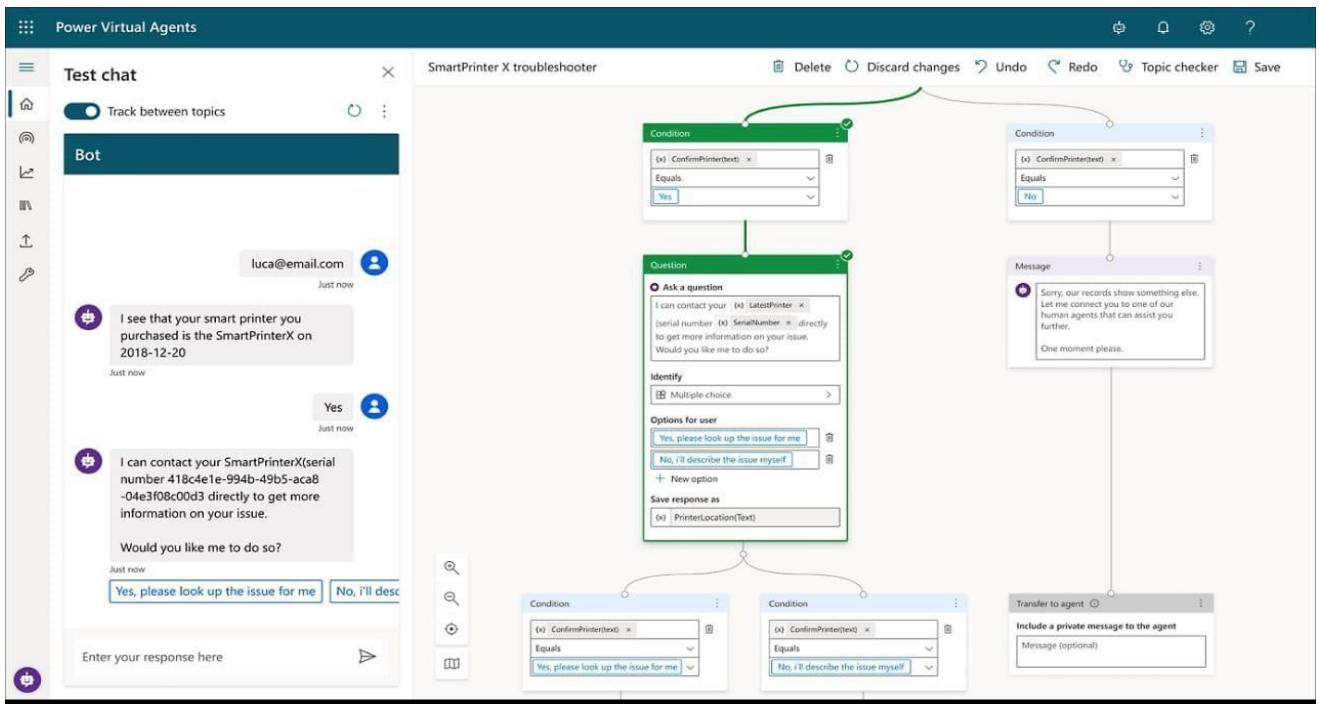 Power Virtual Agents
?
Test chat
Track between topics
Bot
luca@email.com
Just now
I see that your smart printer you
purchased is the SmartPrinterX on
2018-12-20
Just now
Yes
Just now
I can contact your SmartPrinterX(serial
number 418c4e1e-994b-49b5-aca8
-04e3f08c00d3 directly to get more
information on your issue.
Would you like me to do so?
Just now
Yes, please look up the issue for me
No, i'll desc
Enter your response here
SmartPrinter X troubleshooter
Delete
Discard changes
Undo
Redo
Topic checker
Save
Condition
{x} ConfirmPrinter(text) ×
Equals
Yes
Condition
{x} ConfirmPrinter(text) ×
Equals
No
Question
Ask a question
I can contact your {x} LatestPrinter ×
(serial number {x} SerialNumber × directly
to get more information on your issue.
Would you like me to do so?
Identify
Multiple choice
Options for user
Yes, please look up the issue for me
No, i'll describe the issue myself
+ New option
Save response as
{x} PrinterLocation(Text)
Message
Sorry, our records show something else.
Let me connect you to one of our
human agents that can assist you
further.
One moment please.
Condition
{x} ConfirmPrinter(text) ×
Equals
Yes, please look up the issue for me
Condition
{x} ConfirmPrinter(text) ×
Equals
No, i'll describe the issue myself
Transfer to agent
Include a private message to the agent
Message (optional)